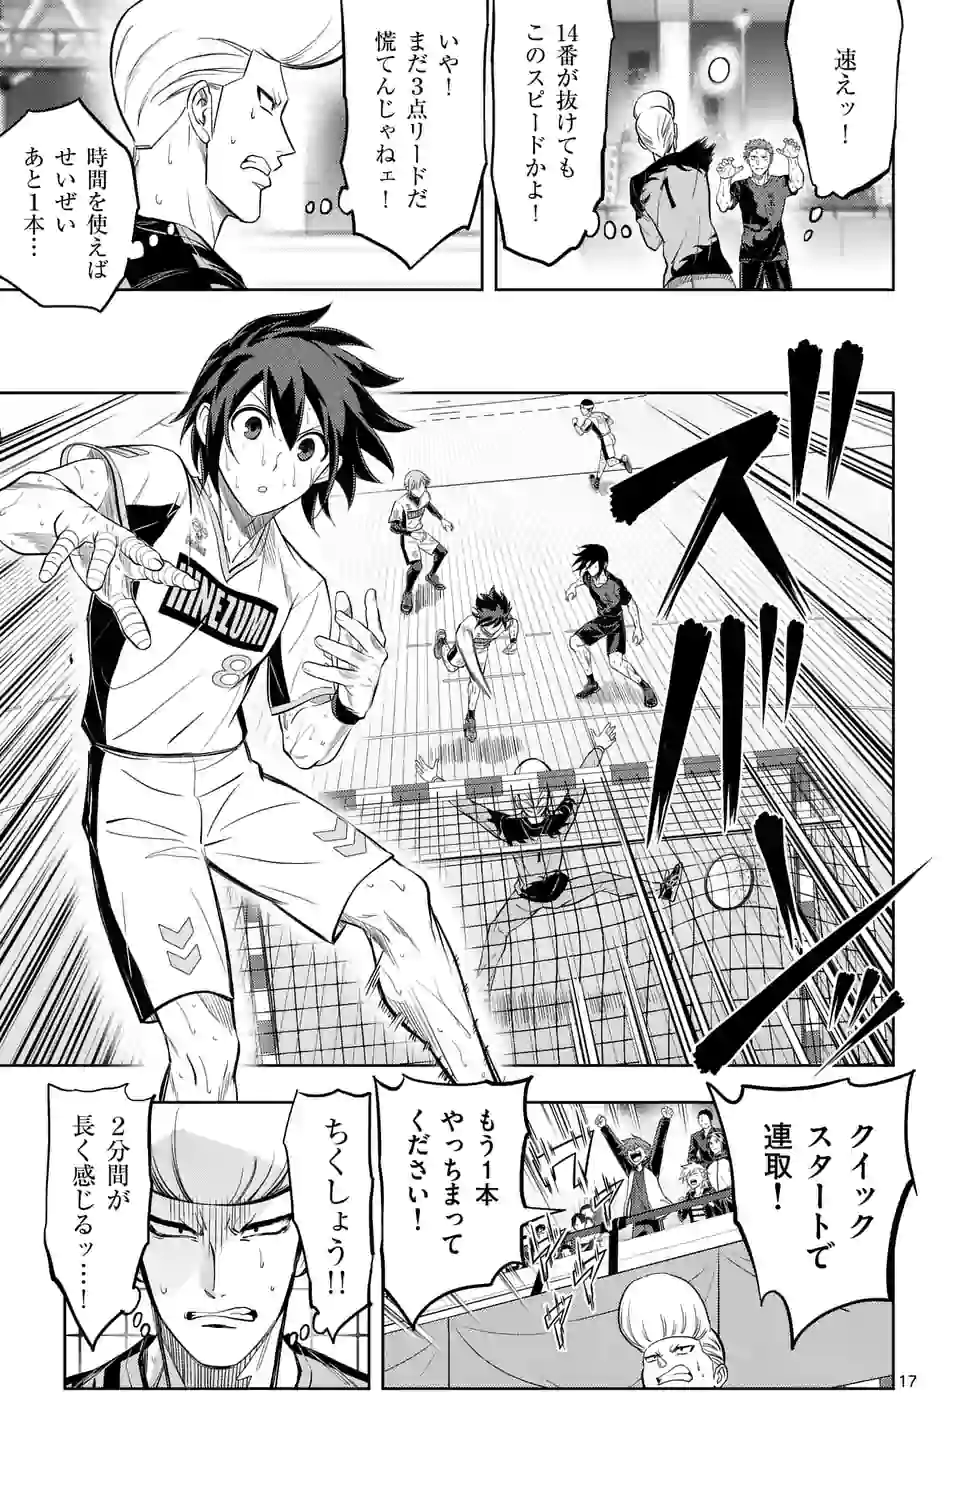 速えッ！
14番が抜けても
このスピードかよ！
いや！
まだ3点リードだ
慌てんじゃねェ！
時間を使えば
せいぜい
あと1本…
HINEZUMI
8
1
クイック
スタートで
連取！
もう1本
やっちまって
ください！
ちくしょう!!
2分間が
長く感じるッ……！
17